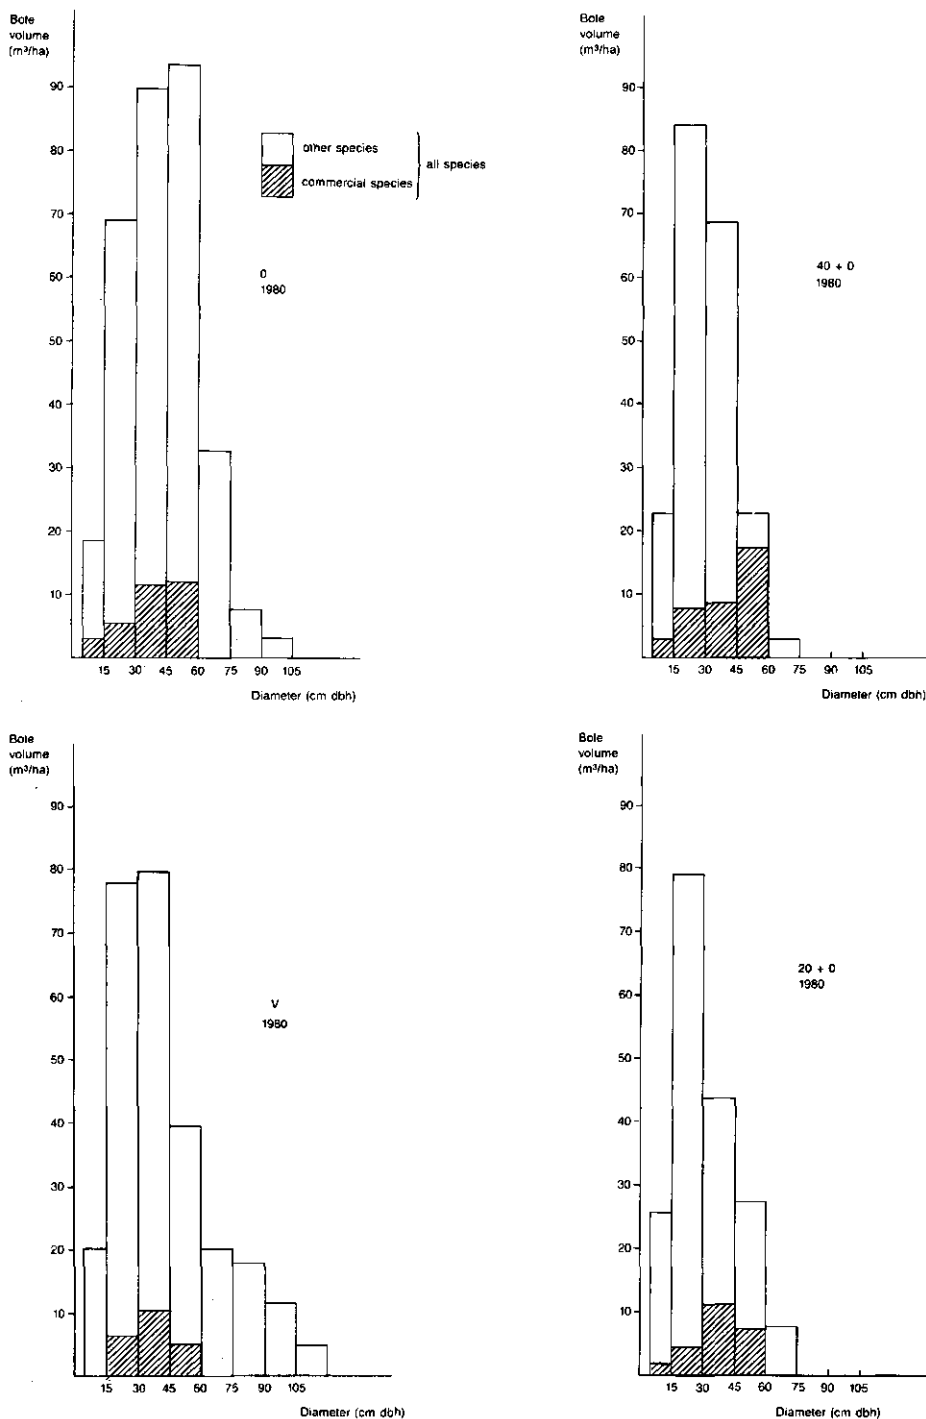 Bole
volume
(m³/ha)
90
80
70
60
50
40
30
20
10
15 30 45 60 75 90 105
Diameter (cm dbh)
other species
commercial species
all species
0
1980
Bole
volume
(m³/ha)
90
80
70
60
50
40
30
20
10
15 30 45 60 75 90 105
Diameter (cm dbh)
40 + 0
1980
Bole
volume
(m³/ha)
90
80
70
60
50
40
30
20
10
15 30 45 60 75 90 105
Diameter (cm dbh)
V
1980
Bole
volume
(m³/ha)
90
80
70
60
50
40
30
20
10
15 30 45 60 75 90 105
Diameter (cm dbh)
20 + 0
1980